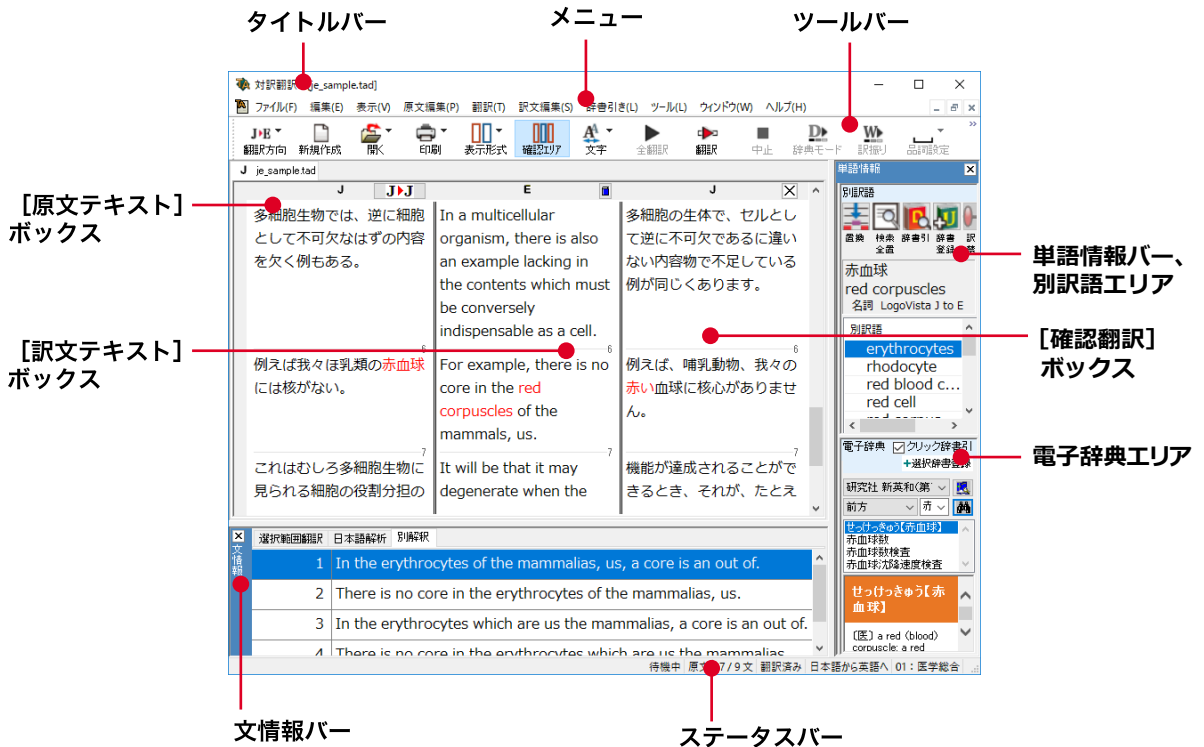 タイトルバー
メニュー
ツールバー
je_sample.tad]
ファイル(F) 編集(E) 表示(V) 原文編集(P) 翻訳(T) 訳文編集(S) 辞書引き(L) ツール(L) ウィンドウ(W) ヘルプ(H)
J E
翻訳方向 新規作成 開く 印刷 表示形式 確認エリア 文字 全翻訳 翻訳 中止 辞典モード 訳振り 品詞設定
J je_sample.tad
単語情報
J J J E J
別訳語
［原文テキスト］
ボックス
多細胞生物では、逆に細胞
として不可欠なはずの内容
を欠く例もある。
In a multicellular
organism, there is also
an example lacking in
the contents which must
be conversely
indispensable as a cell.
多細胞の生体で、セルとし
て逆に不可欠であるに違い
ない内容物で不足している
例が同じくあります。
置換 検索 辞書引 辞書 訳
全置 登録
単語情報バー、
別訳語エリア
赤血球
red corpuscles
名詞 LogoVista J to E
別訳語
erythrocytes
rhodocyte
red blood c...
red cell
［訳文テキスト］
ボックス
6 6 6
例えば我々ほ乳類の赤血球
には核がない。
For example, there is no
core in the red
corpuscles of the
mammals, us.
例えば、哺乳動物、我々の
赤い血球に核心がありませ
ん。
［確認翻訳］
ボックス
7 7 7
これはむしろ多細胞生物に
見られる細胞の役割分担の
It will be that it may
degenerate when the
機能が達成されることがで
きるとき、それが、たとえ
電子辞典 クリック辞書引
+選択辞書登録
電子辞典エリア
研究社 新英和(第
前方 赤
せっけっきゅう【赤血球】
赤血球数
赤血球数検査
赤血球沈降速度検査
せっけっきゅう【赤
血球】
〔医〕 a red (blood)
corpuscle; a red
文情報
選択範囲翻訳 日本語解析 別解釈
1 In the erythrocytes of the mammalias, us, a core is an out of.
2 There is no core in the erythrocytes of the mammalias, us.
3 In the erythrocytes which are us the mammalias, a core is an out of.
4 There is no core in the erythrocytes which are us the mammalias.
待機中 原文 7 / 9 文 翻訳済み 日本語から英語へ 01：医学総合
文情報バー
ステータスバー